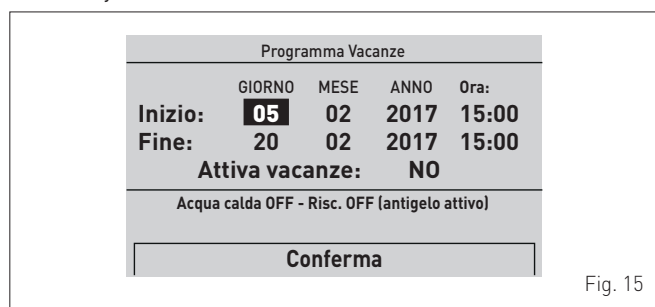 Programma Vacanze
GIORNO MESE ANNO Ora:
Inizio: 05 02 2017 15:00
Fine: 20 02 2017 15:00
Attiva vacanze: NO
Acqua calda OFF - Risc. OFF (antigelo attivo)
Conferma
Fig. 15